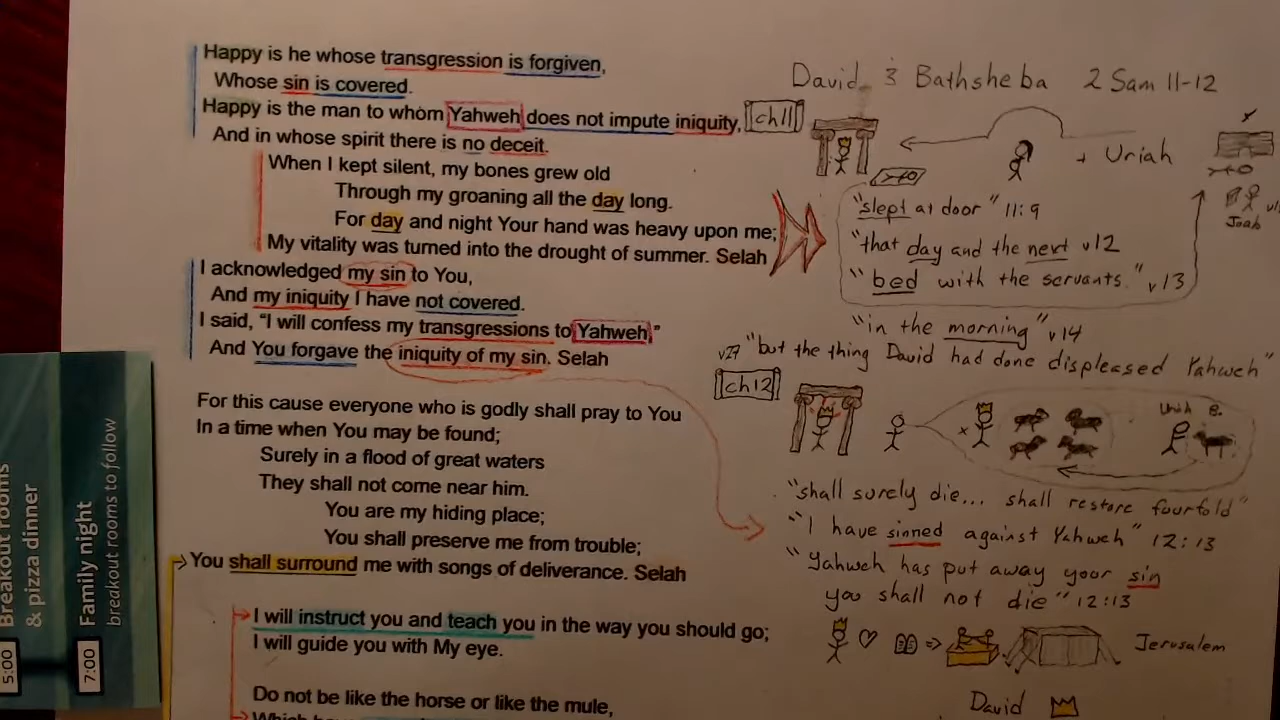 Happy is he whose transgression is forgiven,
Whose sin is covered.
Happy is the man to whom Yahweh does not impute iniquity,
And in whose spirit there is no deceit.
When I kept silent, my bones grew old
Through my groaning all the day long.
For day and night Your hand was heavy upon me;
My vitality was turned into the drought of summer. Selah
I acknowledged my sin to You,
And my iniquity I have not covered.
I said, “I will confess my transgressions to Yahweh”
And You forgave the iniquity of my sin. Selah
For this cause everyone who is godly shall pray to You
In a time when You may be found;
Surely in a flood of great waters
They shall not come near him.
You are my hiding place;
You shall preserve me from trouble;
You shall surround me with songs of deliverance. Selah
I will instruct you and teach you in the way you should go;
I will guide you with My eye.
Do not be like the horse or like the mule,
David & Bathsheba 2 Sam 11-12
ch11
+ Uriah
Joab
"slept at door" 11:9
"that day and the next v12
"bed with the servants." v13
"in the morning" v14
v27 "but the thing David had done displeased Yahweh"
ch12
Uriah B.
"shall surely die... shall restore fourfold"
"I have sinned against Yahweh" 12:13
"Yahweh has put away your sin
you shall not die" 12:13
Jerusalem
David
5:00 Breakout rooms
& pizza dinner
7:00 Family night
breakout rooms to follow